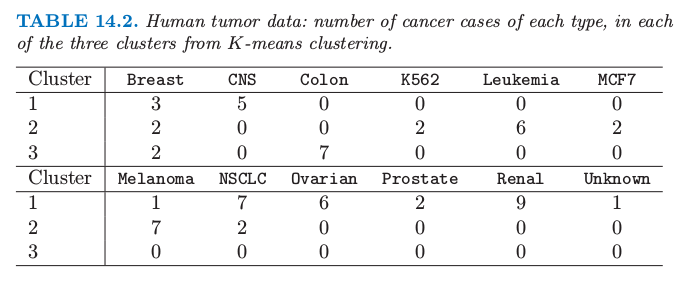 TABLE 14.2. Human tumor data: number of cancer cases of each type, in each
of the three clusters from K-means clustering.
Cluster Breast CNS Colon K562 Leukemia MCF7
1 3 5 0 0 0 0
2 2 0 0 2 6 2
3 2 0 7 0 0 0
Cluster Melanoma NSCLC Ovarian Prostate Renal Unknown
1 1 7 6 2 9 1
2 7 2 0 0 0 0
3 0 0 0 0 0 0